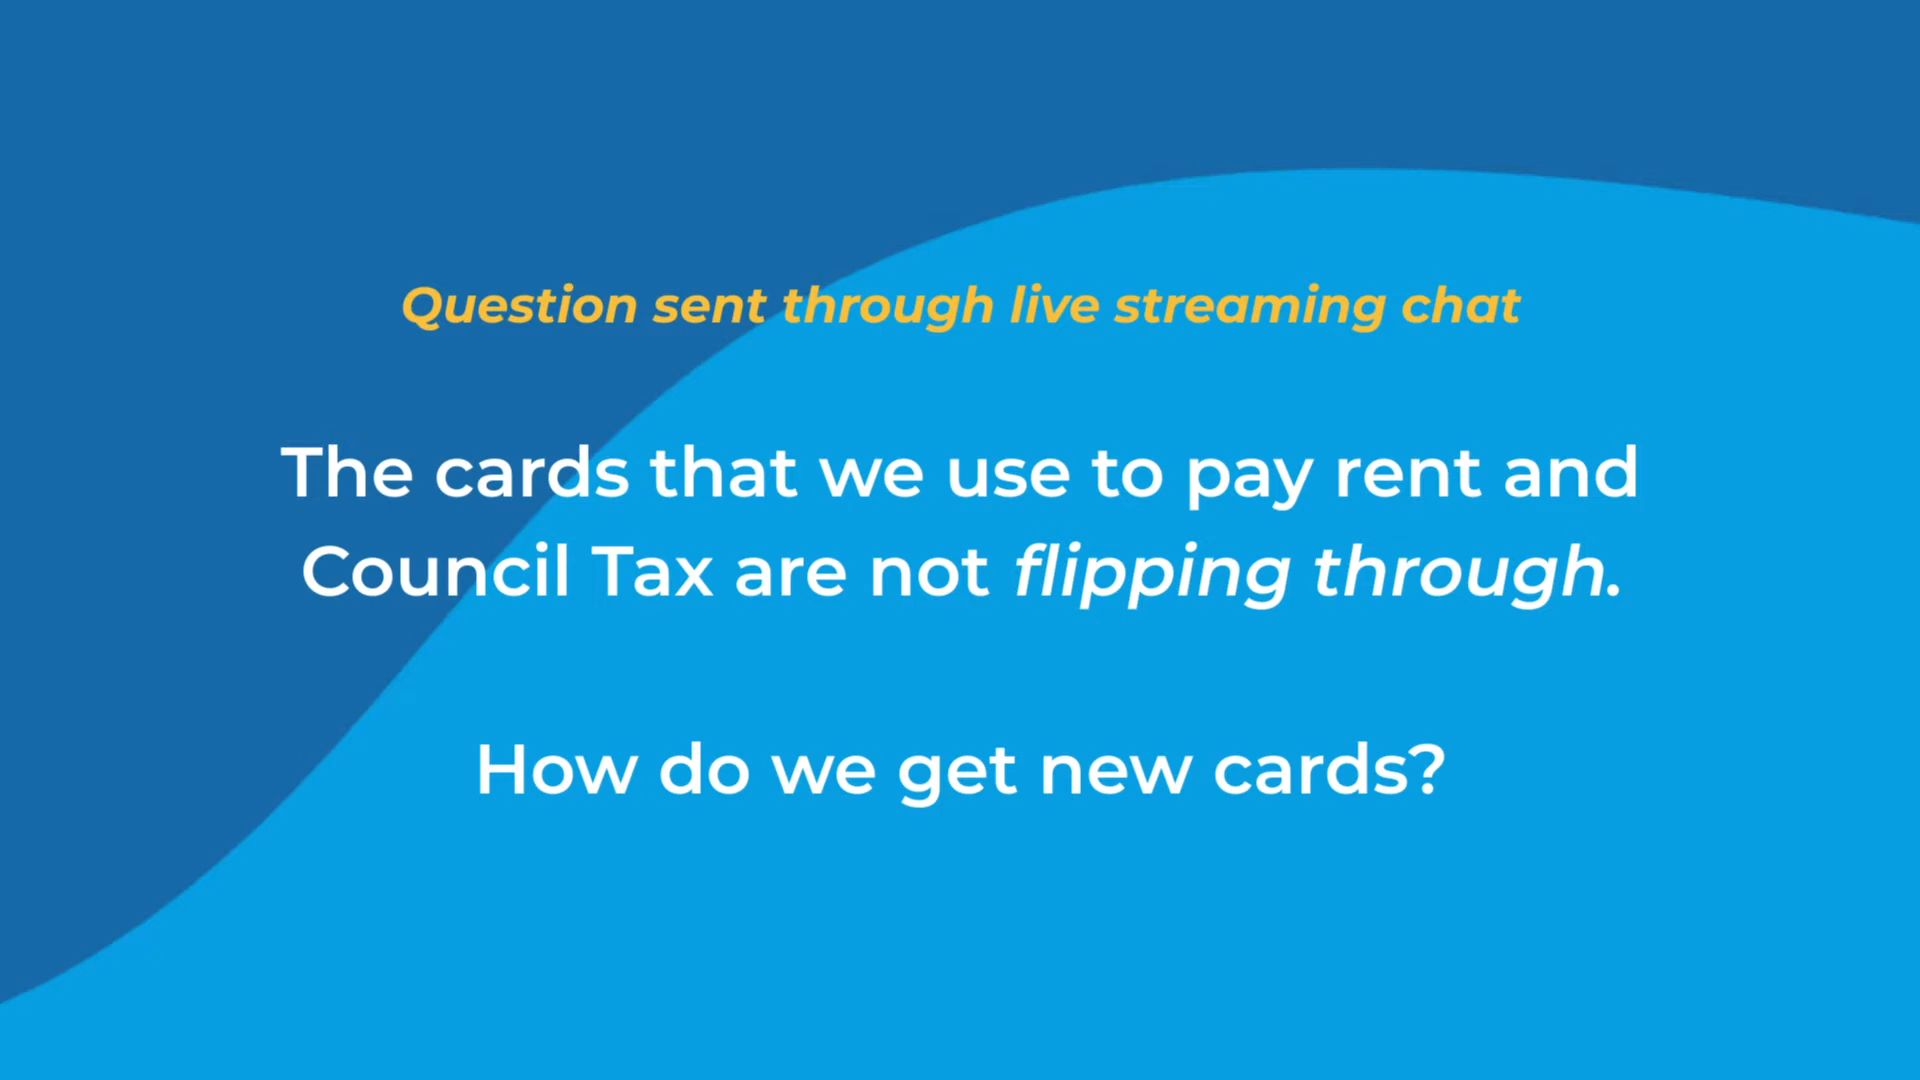 Question sent through live streaming chat
The cards that we use to pay rent and
Council Tax are not flipping through.
How do we get new cards?